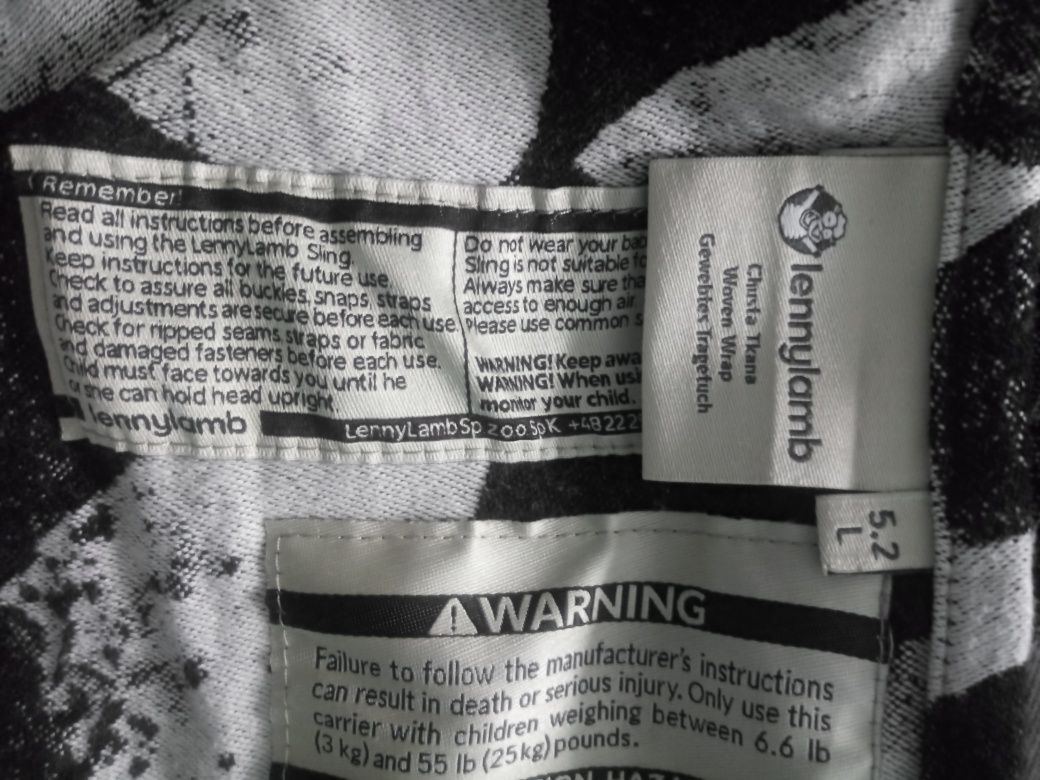 Remember!
Read all instructions before assembling
and using the LennyLamb Sling.
Keep instructions for the future use.
Check to assure all buckles, snaps, straps
and adjustments are secure before each use.
Check for ripped seams, straps or fabric
and damaged fasteners before each use.
Child must face towards you until he
or she can hold head upright.
lennylamb
Do not wear your
Sling is not suitable
Always make sure
access to enough air.
Please use common
WARNING! Keep
WARNING! When
monitor your child.
LennyLamb Sp. z o o Sp K +48 22 2
lennylamb
Chusta Tkana
Woven Wrap
Gewebtes Tragetuch
5.2
L
WARNING
Failure to follow the manufacturer's instructions
can result in death or serious injury. Only use this
carrier with children weighing between 6.6 lb
(3 kg) and 55 lb (25kg) pounds.